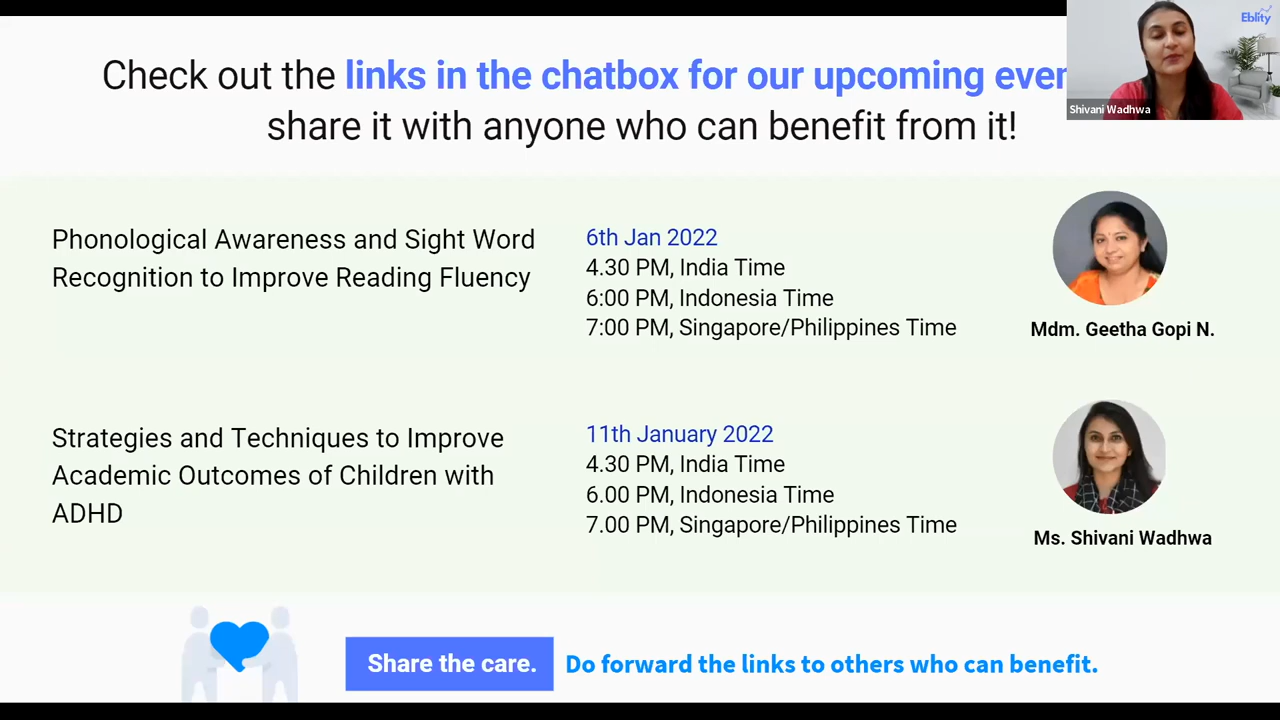 Eblity
Check out the links in the chatbox for our upcoming
share it with anyone who can benefit from it!
Shivani Wadhwa
Phonological Awareness and Sight Word
Recognition to Improve Reading Fluency
6th Jan 2022
4.30 PM, India Time
6:00 PM, Indonesia Time
7:00 PM, Singapore/Philippines Time
Mdm. Geetha Gopi N.
Strategies and Techniques to Improve
Academic Outcomes of Children with
ADHD
11th January 2022
4.30 PM, India Time
6.00 PM, Indonesia Time
7.00 PM, Singapore/Philippines Time
Ms. Shivani Wadhwa
Share the care.
Do forward the links to others who can benefit.